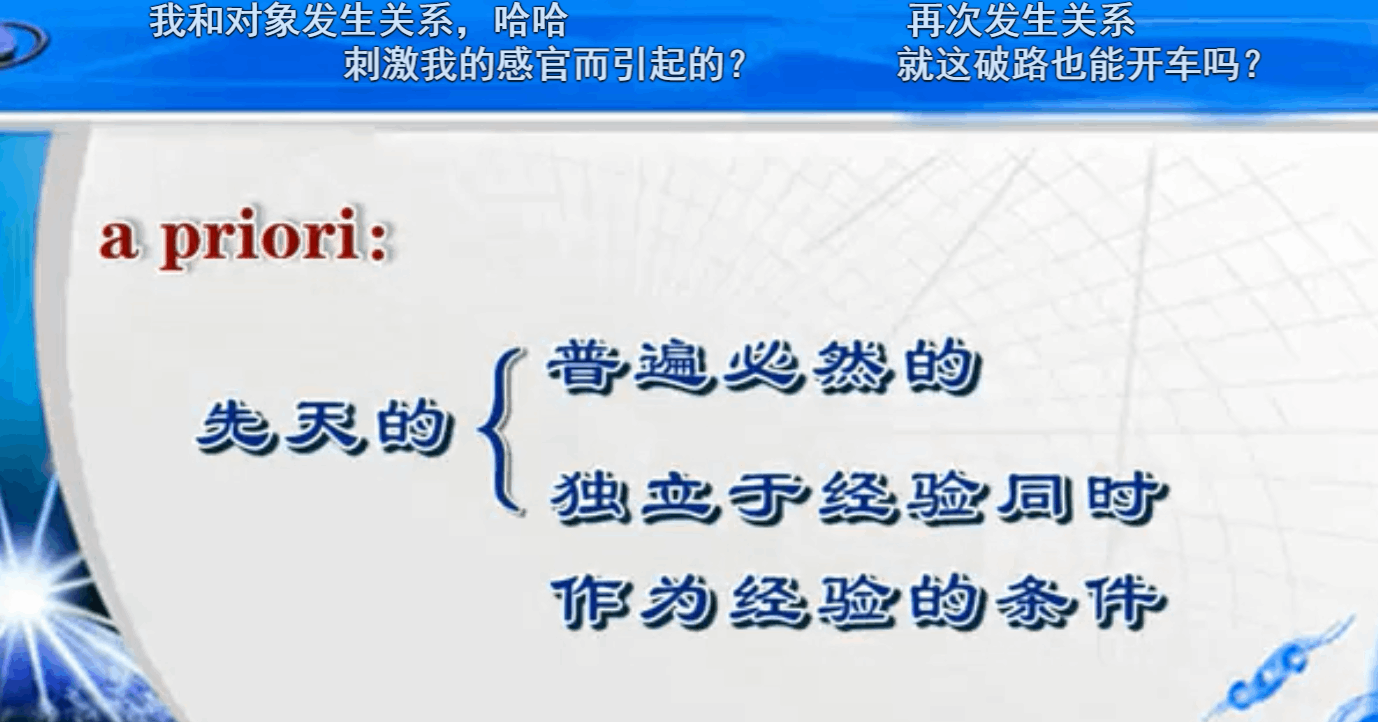 我和对象发生关系，哈哈
再次发生关系
刺激我的感官而引起的？
就这破路也能开车吗？
a priori:
先天的
普遍必然的
独立于经验同时
作为经验的条件